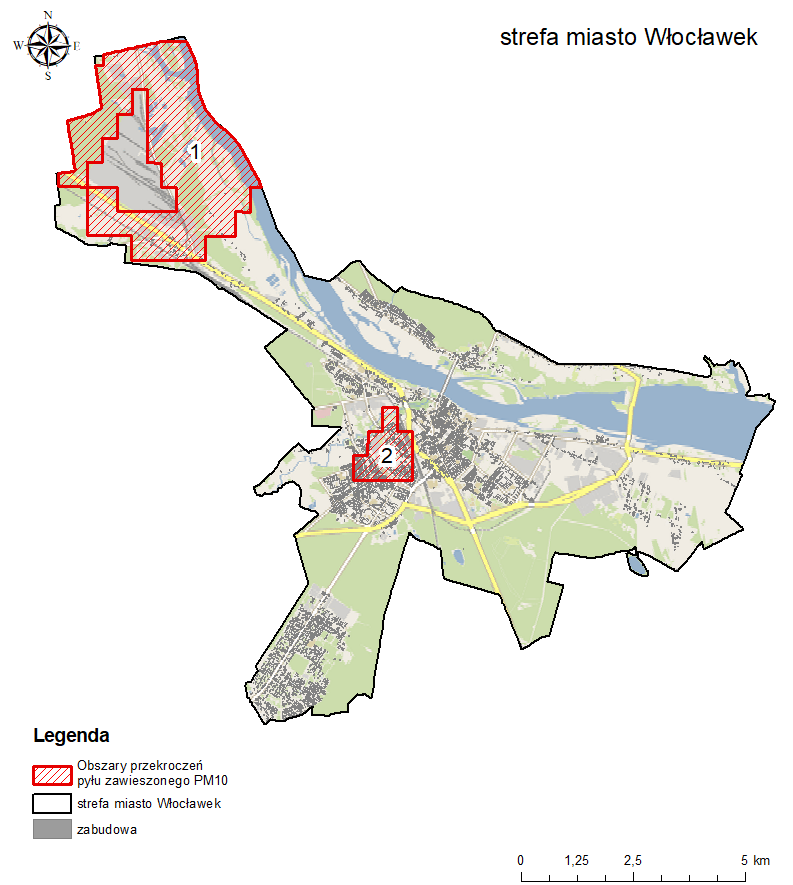 N
W E
S
strefa miasto Włocławek
1
2
Legenda
Obszary przekroczeń
pyłu zawieszonego PM10
strefa miasto Włocławek
zabudowa
0 1,25 2,5 5 km